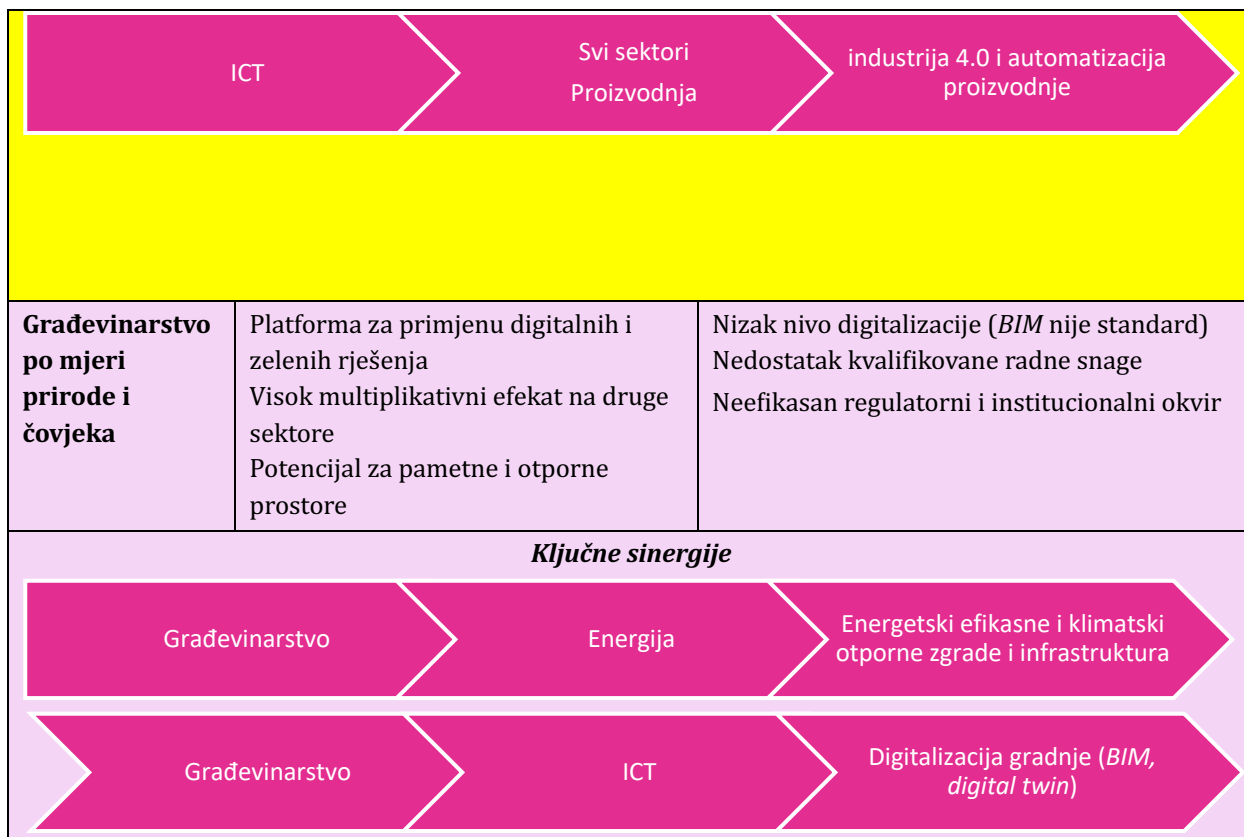 ICT
Svi sektori
Proizvodnja
industrija 4.0 i automatizacija
proizvodnje
Građevinarstvo
po mjeri
prirode i
čovjeka
Platforma za primjenu digitalnih i
zelenih rješenja
Visok multiplikativni efekat na druge
sektore
Potencijal za pametne i otporne
prostore
Nizak nivo digitalizacije (BIM nije standard)
Nedostatak kvalifikovane radne snage
Neefikasan regulatorni i institucionalni okvir
Ključne sinergije
Građevinarstvo
Energija
Energetski efikasne i klimatski
otporne zgrade i infrastruktura
Građevinarstvo
ICT
Digitalizacija gradnje (BIM,
digital twin)